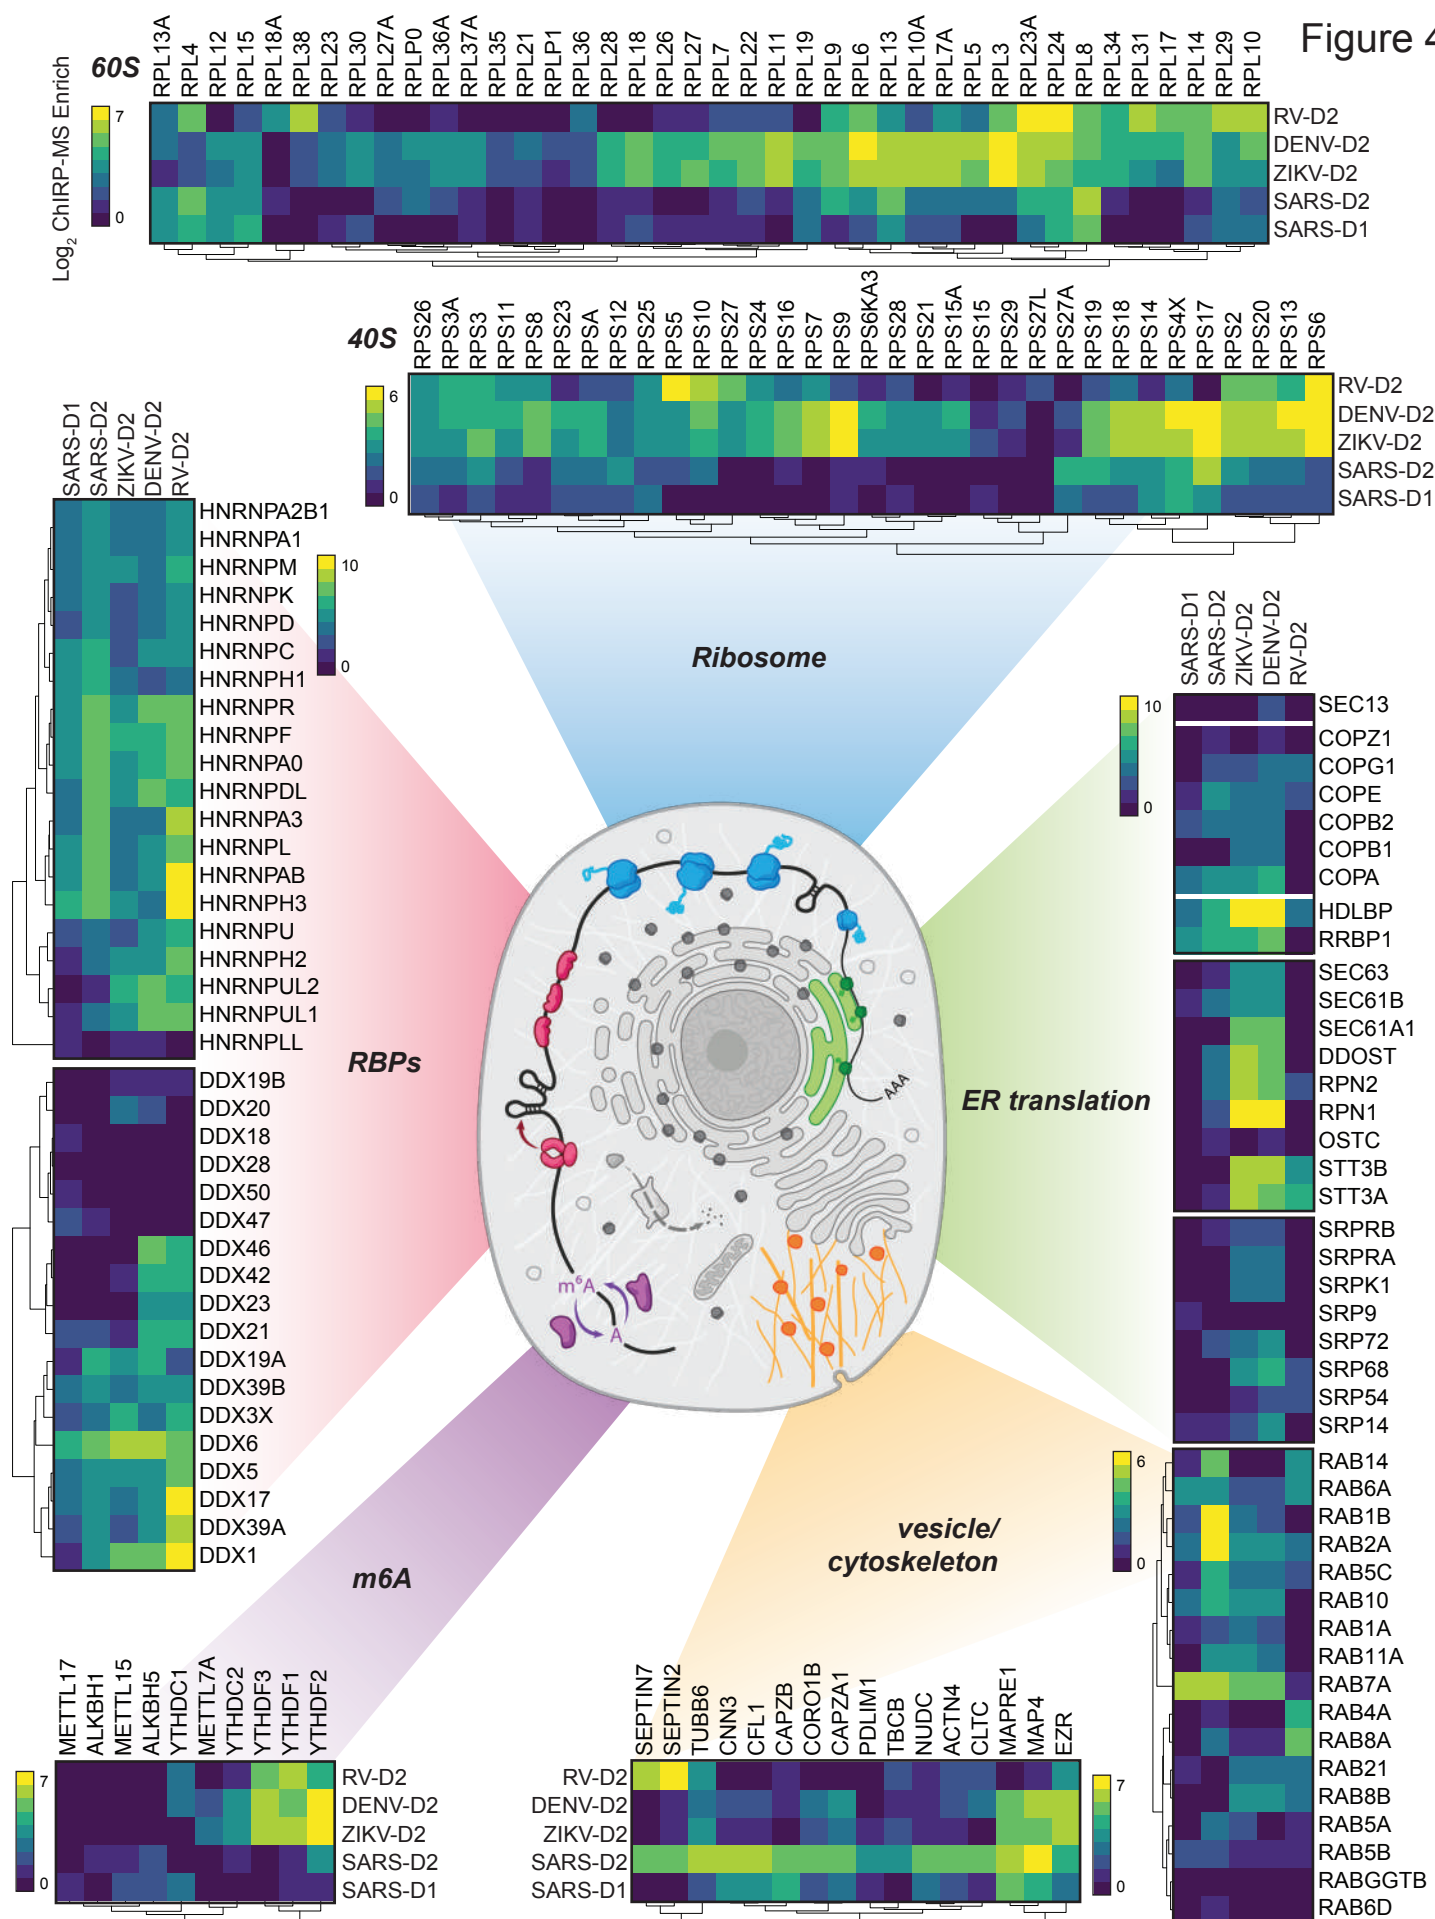 Figure 4
60S
RPL13A RPL4 RPL12 RPL15 RPL18A RPL38 RPL23 RPL30 RPL27A RPLP0 RPL36A RPL37A RPL35 RPL21 RPLP1 RPL36 RPL28 RPL18 RPL26 RPL27 RPL7 RPL22 RPL11 RPL19 RPL9 RPL6 RPL13 RPL10A RPL7A RPL5 RPL3 RPL23A RPL24 RPL8 RPL34 RPL31 RPL17 RPL14 RPL29 RPL10
Log2 ChIRP-MS Enrich
7
0
RV-D2
DENV-D2
ZIKV-D2
SARS-D2
SARS-D1
40S
RPS26 RPS3A RPS3 RPS11 RPS8 RPS23 RPSA RPS12 RPS25 RPS5 RPS10 RPS27 RPS24 RPS16 RPS7 RPS9 RPS6KA3 RPS28 RPS21 RPS15A RPS15 RPS29 RPS27L RPS27A RPS19 RPS18 RPS14 RPS4X RPS17 RPS2 RPS20 RPS13 RPS6
6
0
RV-D2
DENV-D2
ZIKV-D2
SARS-D2
SARS-D1
SARS-D1 SARS-D2 ZIKV-D2 DENV-D2 RV-D2
HNRNPA2B1
HNRNPA1
HNRNPM
HNRNPK
HNRNPD
HNRNPC
HNRNPH1
HNRNPR
HNRNPF
HNRNPA0
HNRNPDL
HNRNPA3
HNRNPL
HNRNPAB
HNRNPH3
HNRNPU
HNRNPH2
HNRNPUL2
HNRNPUL1
HNRNPLL
10
0
DDX19B
DDX20
DDX18
DDX28
DDX50
DDX47
DDX46
DDX42
DDX23
DDX21
DDX19A
DDX39B
DDX3X
DDX6
DDX5
DDX17
DDX39A
DDX1
Ribosome
RBPs
ER translation
m6A
vesicle/
cytoskeleton
AAA
m6A
A
SARS-D1 SARS-D2 ZIKV-D2 DENV-D2 RV-D2
10
0
SEC13
COPZ1
COPG1
COPE
COPB2
COPB1
COPA
HDLBP
RRBP1
SEC63
SEC61B
SEC61A1
DDOST
RPN2
RPN1
OSTC
STT3B
STT3A
SRPRB
SRPRA
SRPK1
SRP9
SRP72
SRP68
SRP54
SRP14
6
0
RAB14
RAB6A
RAB1B
RAB2A
RAB5C
RAB10
RAB1A
RAB11A
RAB7A
RAB4A
RAB8A
RAB21
RAB8B
RAB5A
RAB5B
RABGGTB
RAB6D
METTL17 ALKBH1 METTL15 ALKBH5 YTHDC1 METTL7A YTHDC2 YTHDF3 YTHDF1 YTHDF2
7
0
RV-D2
DENV-D2
ZIKV-D2
SARS-D2
SARS-D1
SEPTIN7 SEPTIN2 TUBB6 CNN3 CFL1 CAPZB CORO1B CAPZA1 PDLIM1 TBCB NUDC ACTN4 CLTC MAPRE1 MAP4 EZR
RV-D2
DENV-D2
ZIKV-D2
SARS-D2
SARS-D1
7
0